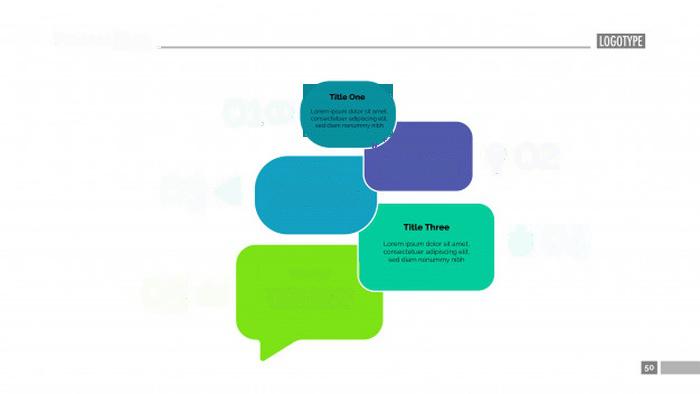 LOGOTYPE
Title One
Lorem ipsum dolor sit amet,
consectetuer adipiscing elit,
sed diam nonummy nibh
Title Three
Lorem ipsum dolor sit amet,
consectetuer adipiscing elit,
sed diam nonummy nibh
50